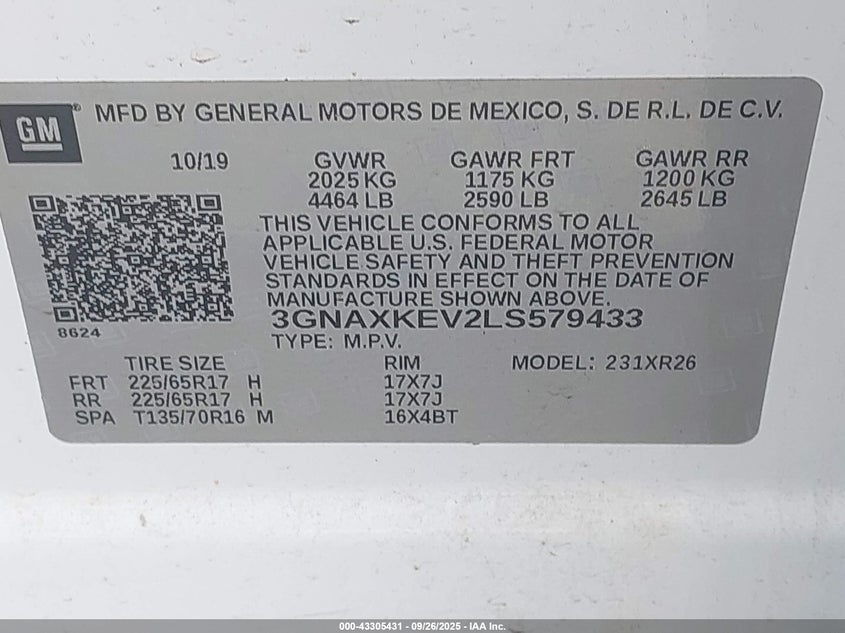 GM
MFD BY GENERAL MOTORS DE MEXICO, S. DE R.L. DE C.V.
10/19 GVWR GAWR FRT GAWR RR
2025 KG 1175 KG 1200 KG
4464 LB 2590 LB 2645 LB
THIS VEHICLE CONFORMS TO ALL
APPLICABLE U.S. FEDERAL MOTOR
VEHICLE SAFETY AND THEFT PREVENTION
STANDARDS IN EFFECT ON THE DATE OF
MANUFACTURE SHOWN ABOVE.
8624
3GNAXKEV2LS579433
TYPE: M.P.V.
TIRE SIZE RIM MODEL: 231XR26
FRT 225/65R17 H 17X7J
RR 225/65R17 H 17X7J
SPA T135/70R16 M 16X4BT
000-43305431 - 09/26/2025 - IAA Inc.